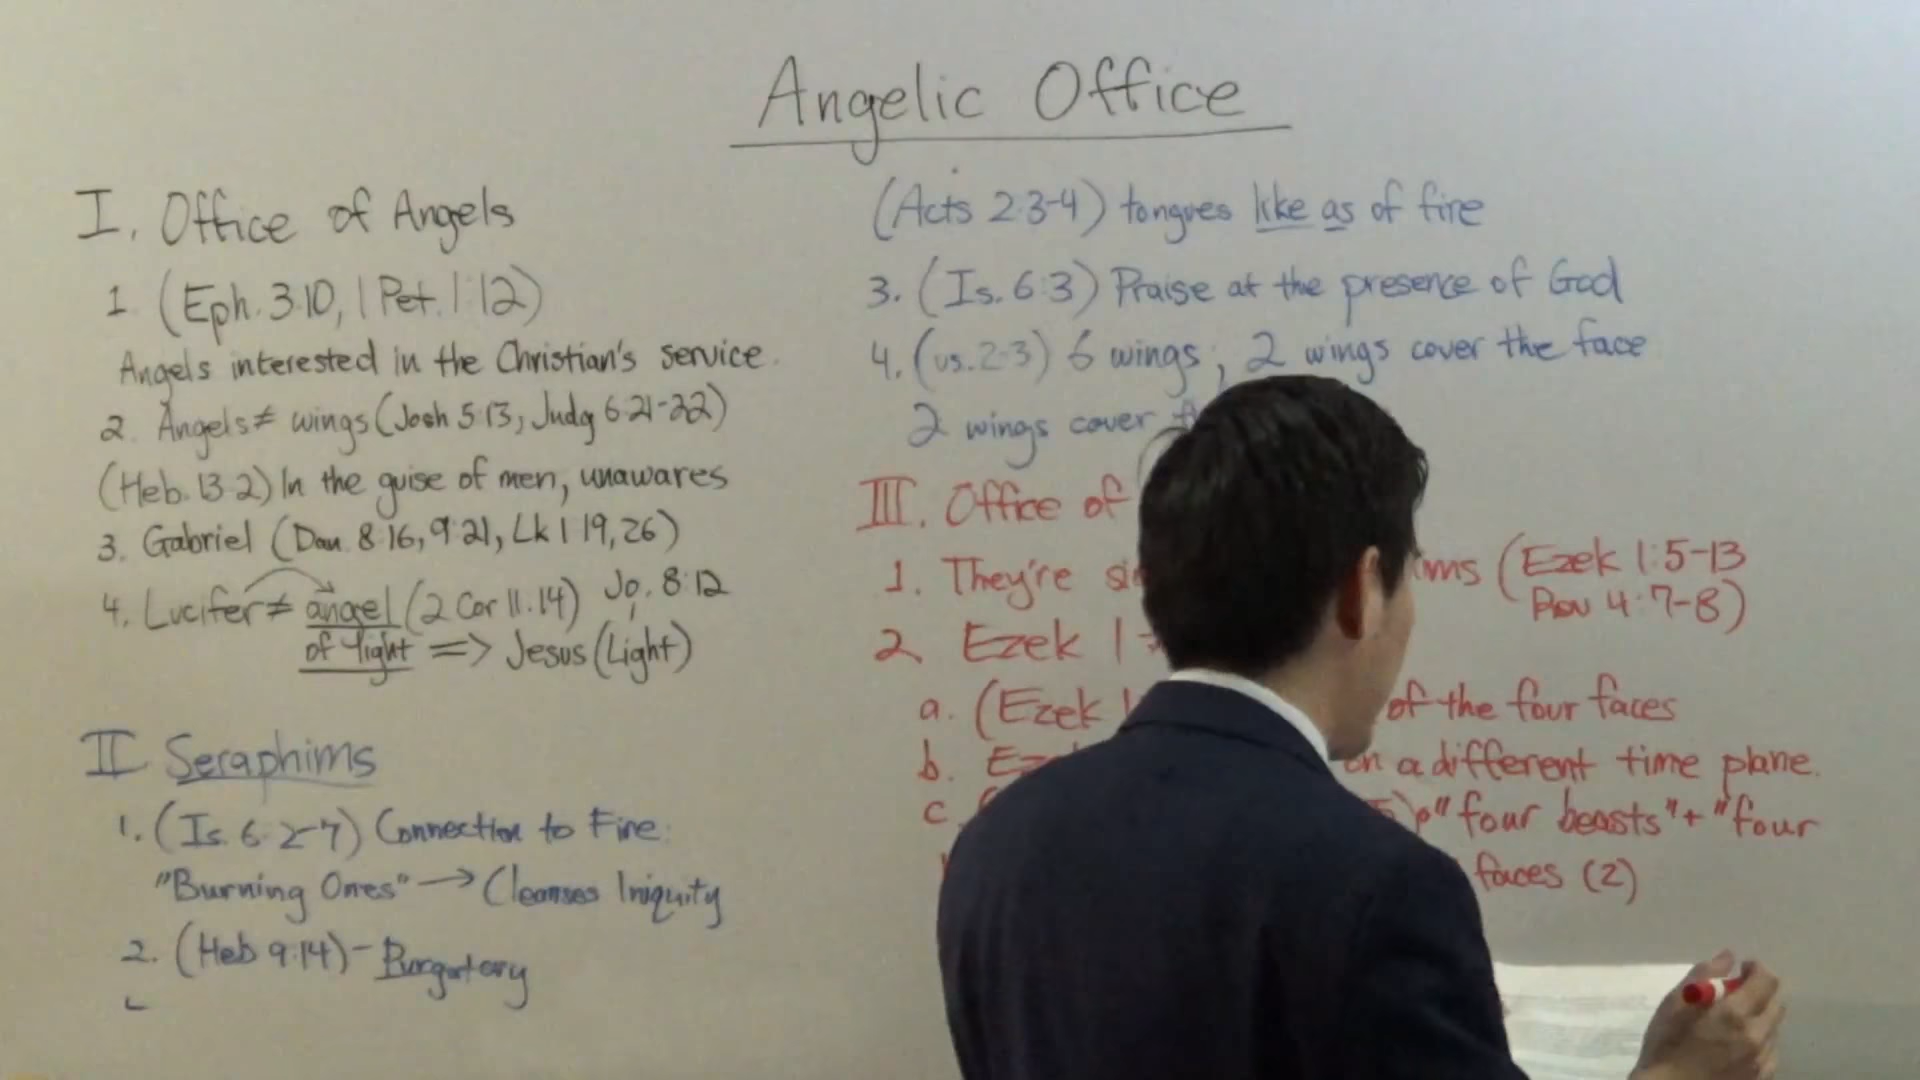 Angelic Office
I. Office of Angels
1. (Eph. 3:10, 1 Pet. 1:12)
Angels interested in the Christian's service.
2. Angels ≠ wings (Josh 5:13, Judg 6:21-22)
(Heb. 13:2) In the guise of men, unawares
3. Gabriel (Dan. 8:16, 9:21, Lk 1:19, 26)
4. Lucifer ≠ angel (2 Cor 11:14) Jo. 8:12
of light => Jesus (Light)
II Seraphims
1. (Is. 6:2-7) Connection to Fire:
"Burning Ones" → Cleanses Iniquity
2. (Heb 9:14) - Purgatory
(Acts 2:3-4) tongues like as of fire
3. (Is. 6:3) Praise at the presence of God
4. (vs. 2-3) 6 wings; 2 wings cover the face
2 wings cover
III. Office of
1. They're (Ezek 1:5-13
Rev 4:7-8)
2. Ezek 1
a. (Ezek 1 of the four faces
b. on a different time plane.
c. "four beasts" + "four
faces (2)